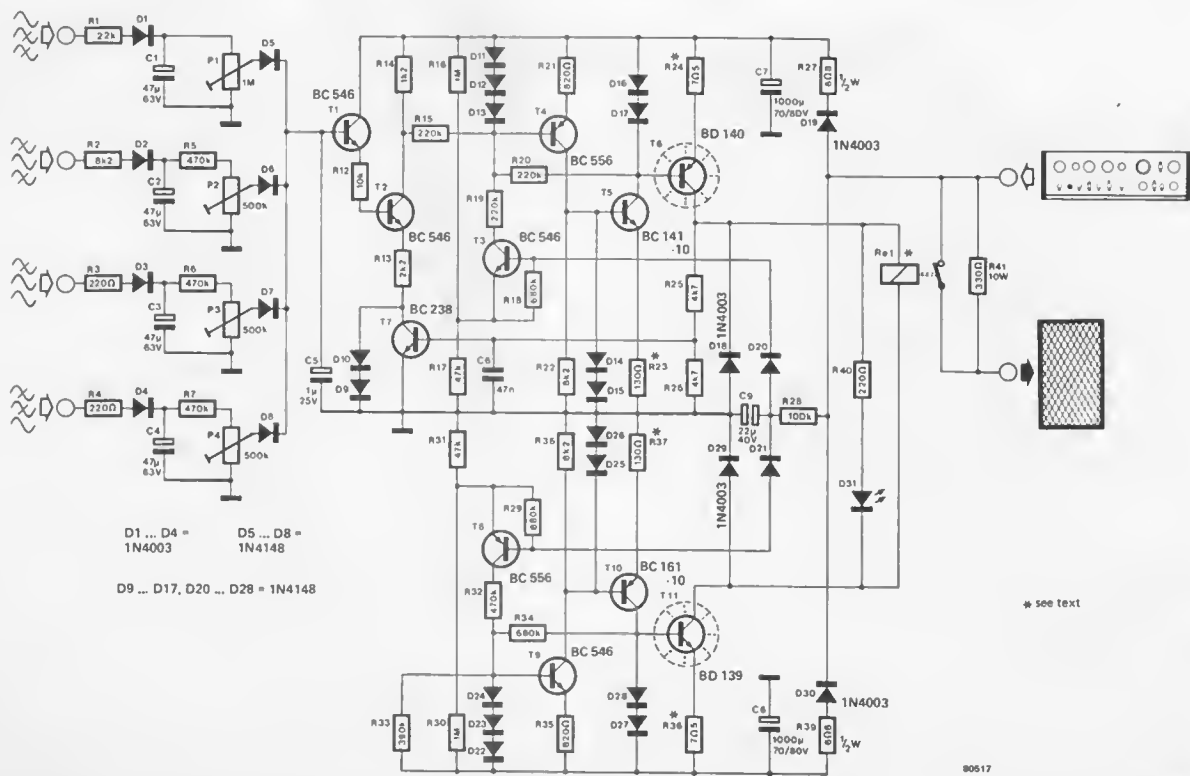 R1
22k
D1
C1
47µ
63V
P1
1M
D5
R2
8k2
D2
R5
470k
C2
47µ
63V
P2
500k
D6
R3
220Ω
D3
R6
470k
C3
47µ
63V
P3
500k
D7
R4
220Ω
D4
R7
470k
C4
47µ
63V
P4
500k
D8
D1 ... D4 =
1N4003
D5 ... D8 =
1N4148
D9 ... D17, D20 ... D28 = 1N4148
BC 546
T1
R12
10k
R14
1k2
R15
220k
T2
BC 546
R13
2k2
BC 238
T7
D10
D9
C5
1µ
25V
R16
1M
D11
D12
D13
R21
820Ω
T4
BC 556
R20
220k
R19
220k
T3
BC 546
R18
680k
T5
BC 141
-10
D16
D17
*
R24
7Ω5
BD 140
T6
C7
1000µ
70/80V
R27
6Ω8
½W
D19
1N4003
R17
47k
C6
47n
R22
8k2
D14
D15
*
R23
130Ω
R25
4k7
R26
4k7
1N4003
D18
D20
C9
22µ
40V
R28
100k
Re1
*
R41
330Ω
10W
R40
220Ω
D31
R31
47k
R36
8k2
D26
D25
*
R37
130Ω
D29
1N4003
D21
R29
680k
T8
BC 556
R32
470k
R34
680k
T10
BC 161
-10
T11
BD 139
T9
BC 546
R33
390k
R30
1M
D24
D23
D22
R35
820Ω
D28
D27
*
R38
7Ω5
C8
1000µ
70/80V
D30
1N4003
R39
6Ω8
½W
* see text
80517